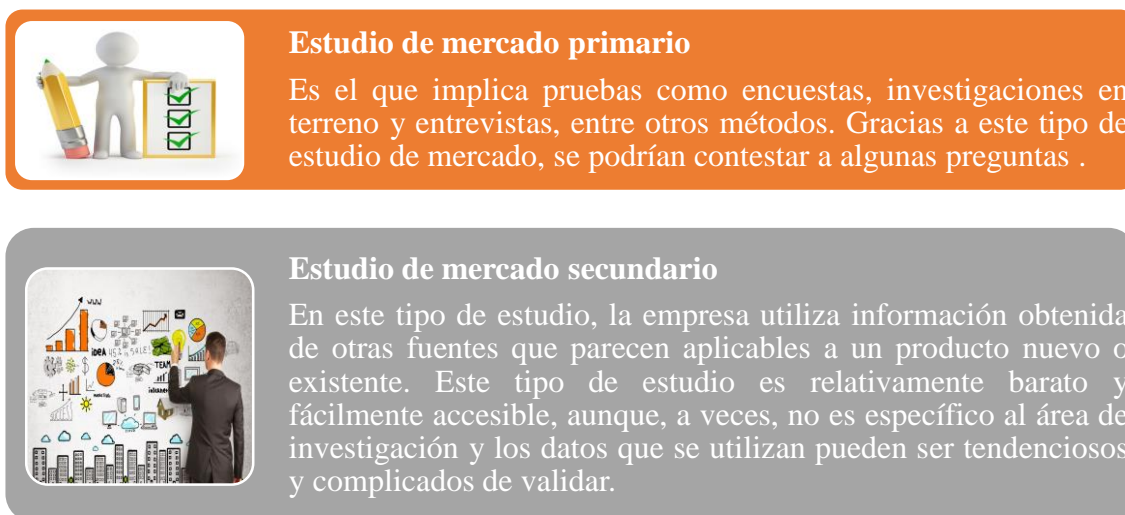 Estudio de mercado primario
Es el que implica pruebas como encuestas, investigaciones en
terreno y entrevistas, entre otros métodos. Gracias a este tipo de
estudio de mercado, se podrían contestar a algunas preguntas .
Estudio de mercado secundario
En este tipo de estudio, la empresa utiliza información obtenida
de otras fuentes que parecen aplicables a un producto nuevo o
existente. Este tipo de estudio es relativamente barato y
fácilmente accesible, aunque, a veces, no es específico al área de
investigación y los datos que se utilizan pueden ser tendenciosos
y complicados de validar.
www
IDEA
SALE!
TEAM